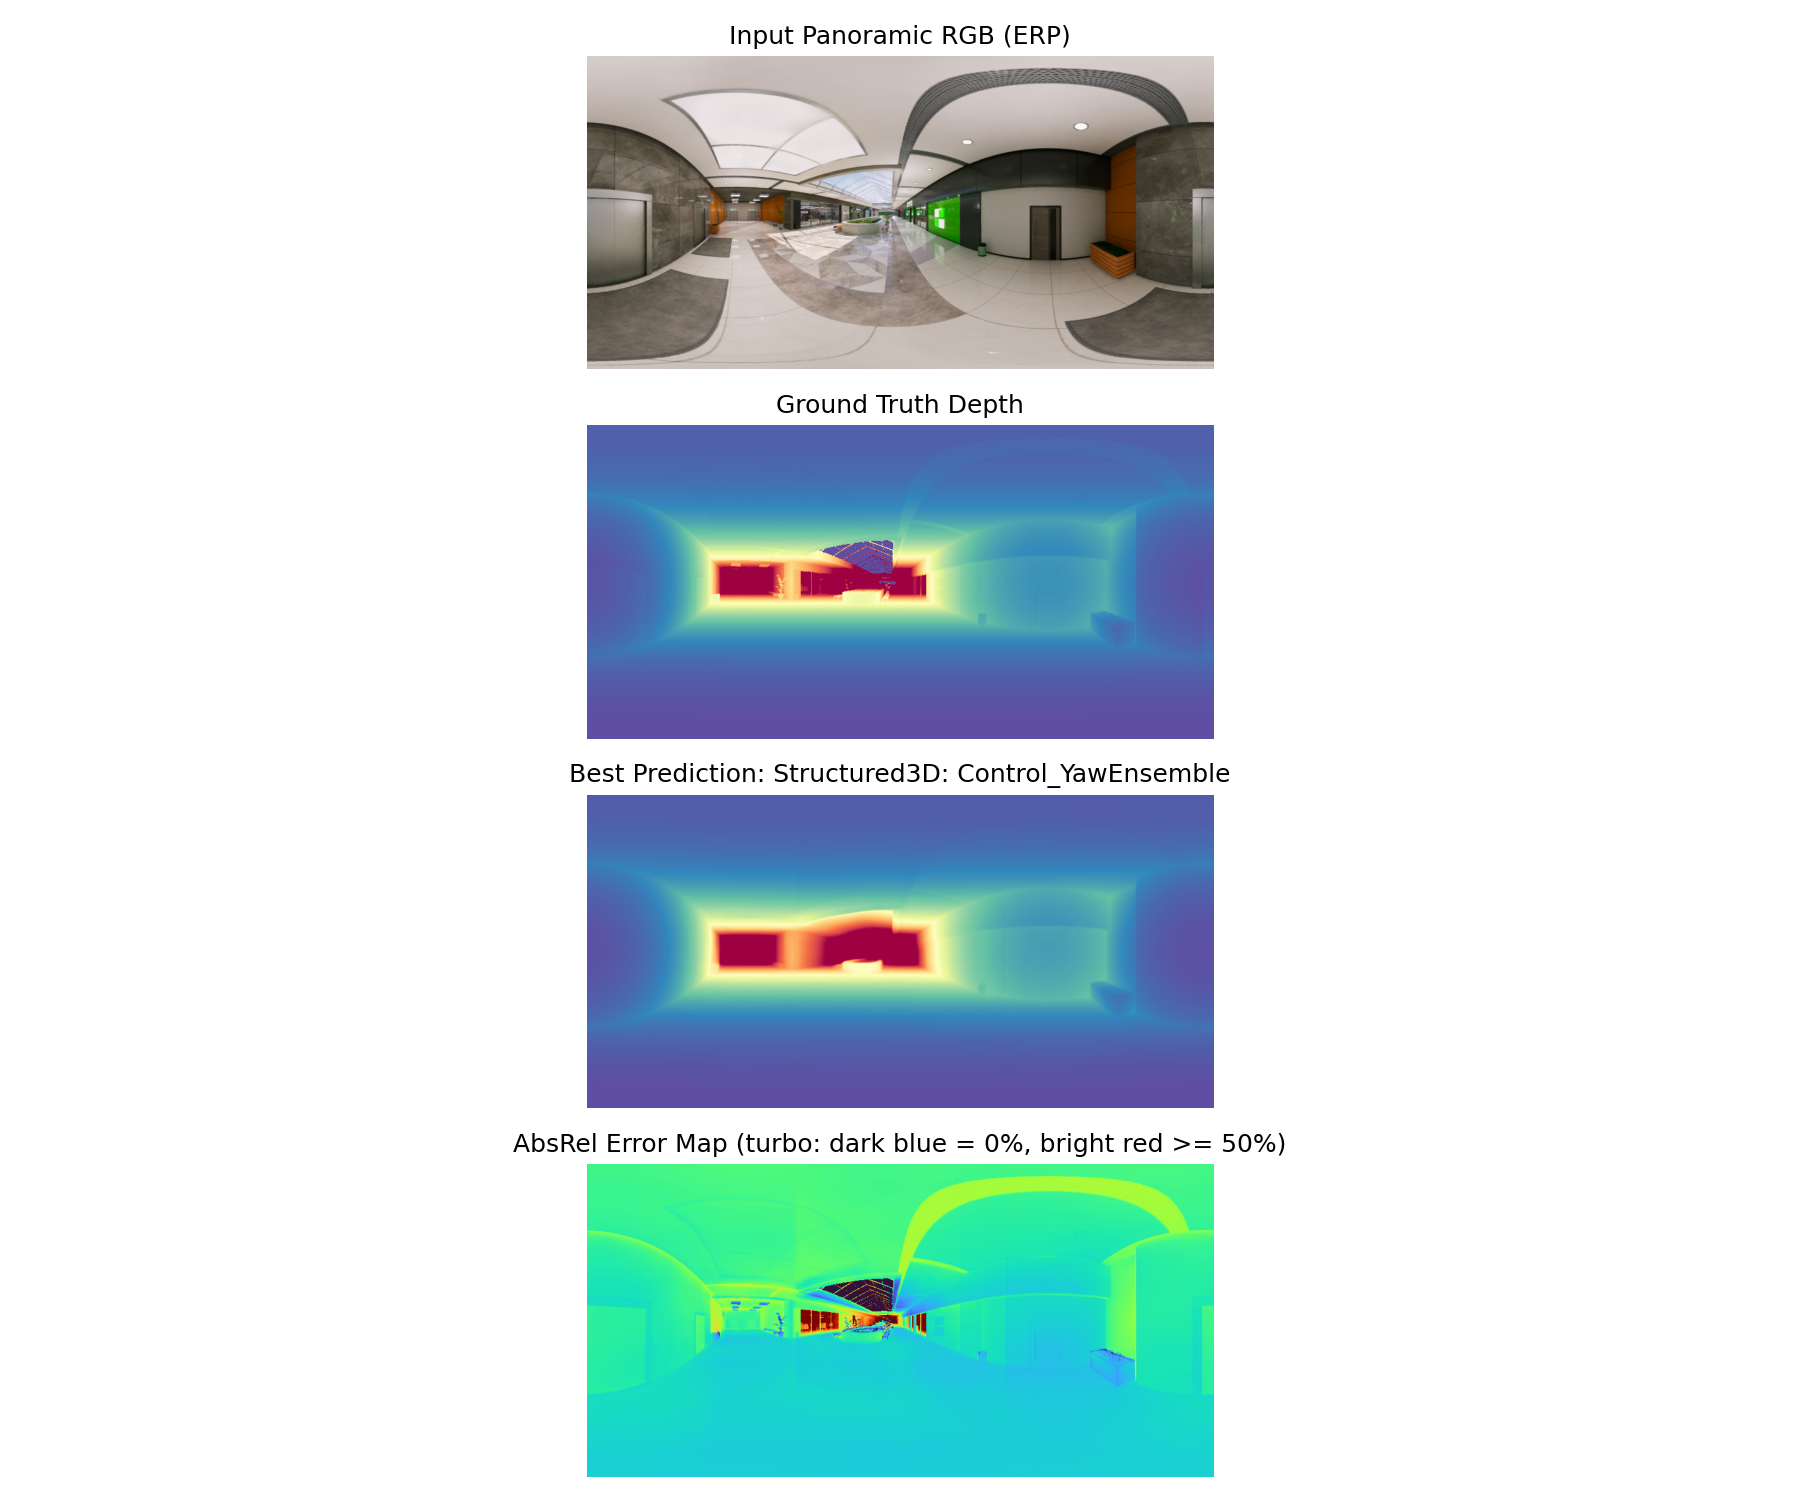 Input Panoramic RGB (ERP)
Ground Truth Depth
Best Prediction: Structured3D: Control_YawEnsemble
AbsRel Error Map (turbo: dark blue = 0%, bright red >= 50%)